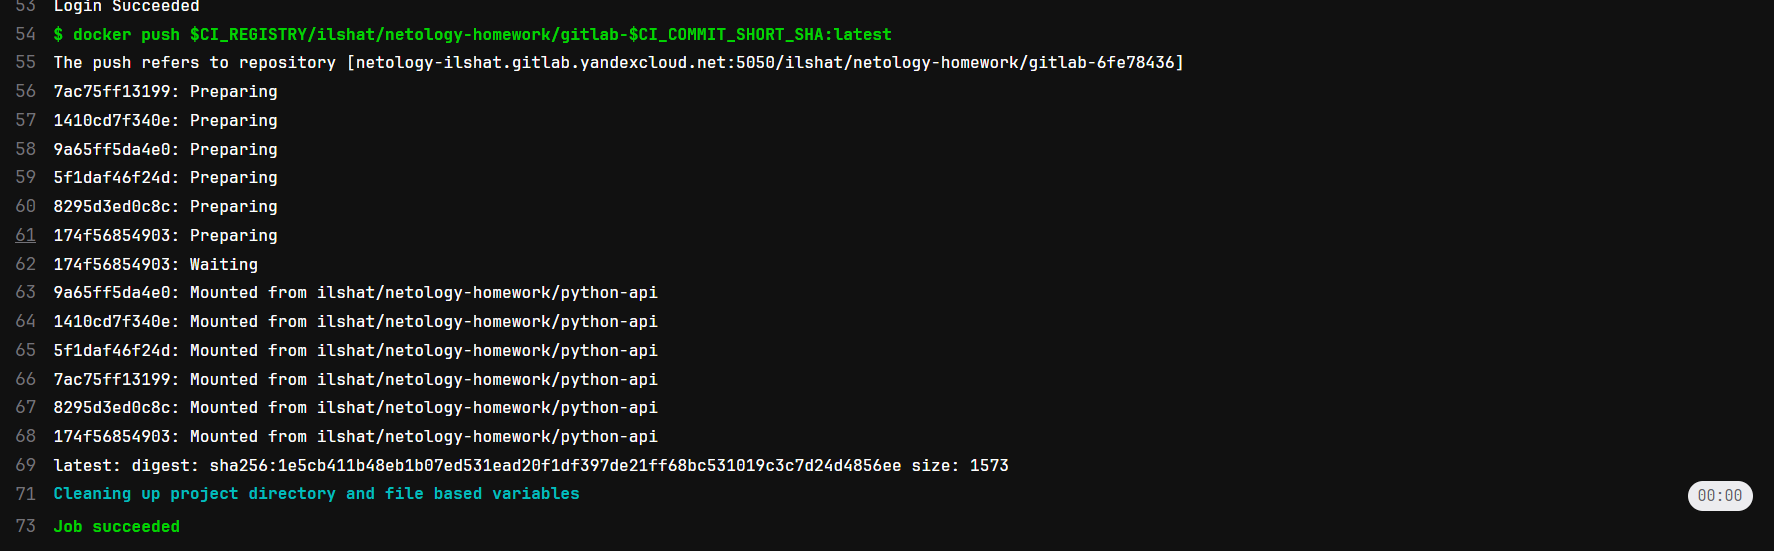 53 Login Succeeded
54 $ docker push $CI_REGISTRY/ilshat/netology-homework/gitlab-$CI_COMMIT_SHORT_SHA:latest
55 The push refers to repository [netology-ilshat.gitlab.yandexcloud.net:5050/ilshat/netology-homework/gitlab-6fe78436]
56 7ac75ff13199: Preparing
57 1410cd7f340e: Preparing
58 9a65ff5da4e0: Preparing
59 5f1daf46f24d: Preparing
60 8295d3ed0c8c: Preparing
61 174f56854903: Preparing
62 174f56854903: Waiting
63 9a65ff5da4e0: Mounted from ilshat/netology-homework/python-api
64 1410cd7f340e: Mounted from ilshat/netology-homework/python-api
65 5f1daf46f24d: Mounted from ilshat/netology-homework/python-api
66 7ac75ff13199: Mounted from ilshat/netology-homework/python-api
67 8295d3ed0c8c: Mounted from ilshat/netology-homework/python-api
68 174f56854903: Mounted from ilshat/netology-homework/python-api
69 latest: digest: sha256:1e5cb411b48eb1b07ed531ead20f1df397de21ff68bc531019c3c7d24d4856ee size: 1573
71 Cleaning up project directory and file based variables 00:00
73 Job succeeded